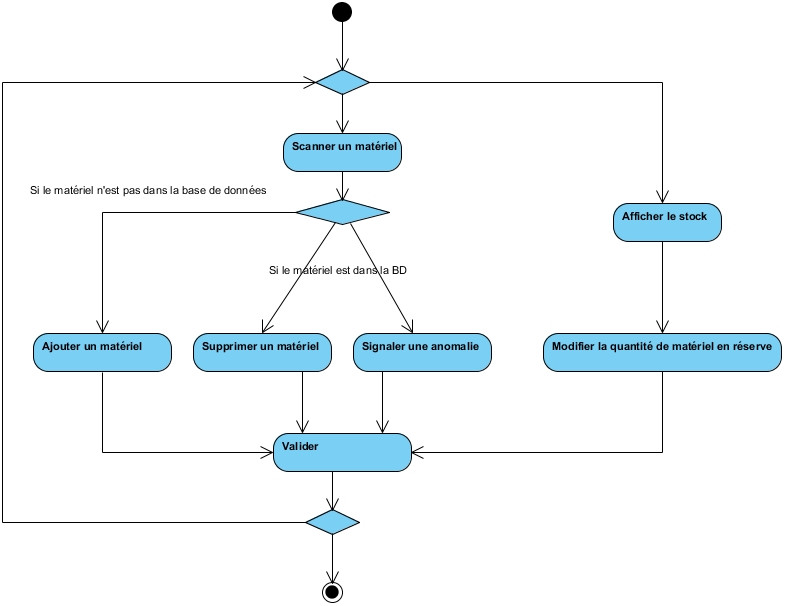 Scanner un matériel
Si le matériel n'est pas dans la base de données
Afficher le stock
Si le matériel est dans la BD
Ajouter un matériel
Supprimer un matériel
Signaler une anomalie
Modifier la quantité de matériel en réserve
Valider